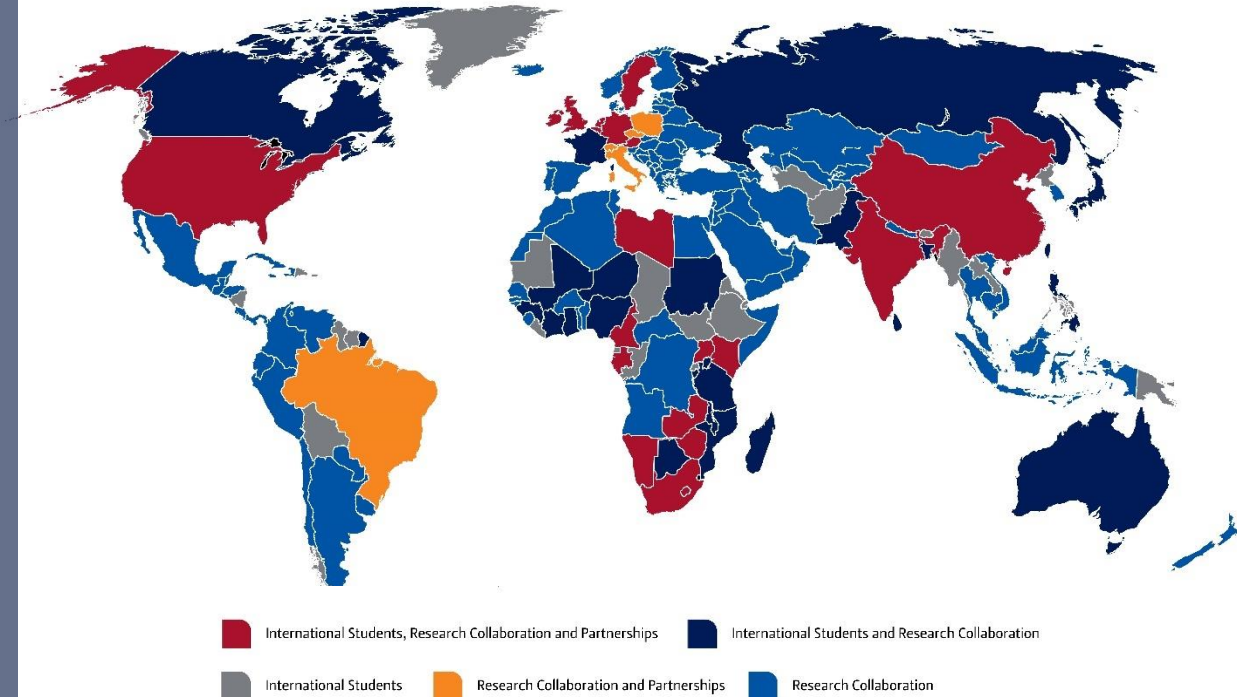 International Students, Research Collaboration and Partnerships
International Students and Research Collaboration
International Students
Research Collaboration and Partnerships
Research Collaboration